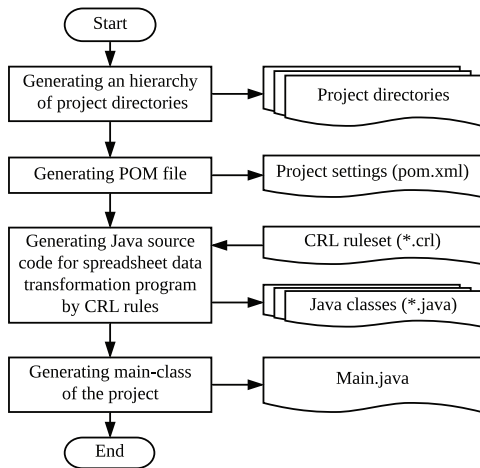 Start
Generating an hierarchy
of project directories
Project directories
Generating POM file
Project settings (pom.xml)
Generating Java source
code for spreadsheet data
transformation program
by CRL rules
CRL ruleset (*.crl)
Java classes (*.java)
Generating main-class
of the project
Main.java
End